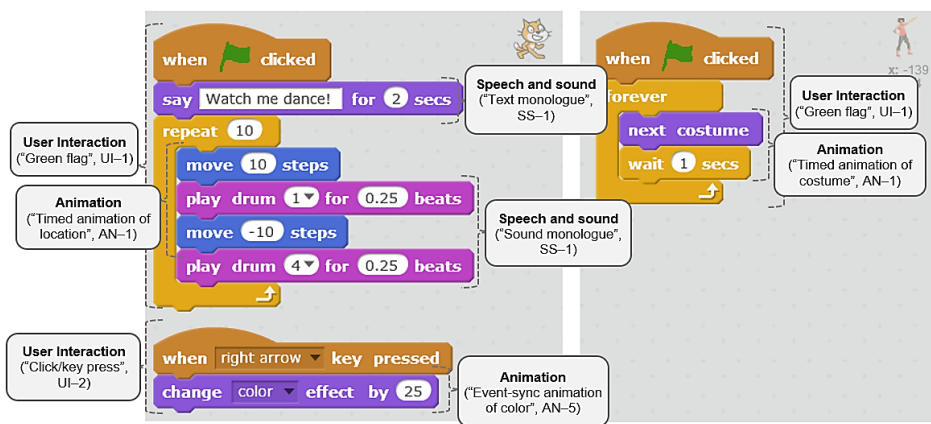 when clicked
say Watch me dance! for 2 secs
repeat 10
move 10 steps
play drum 1 for 0.25 beats
move -10 steps
play drum 4 for 0.25 beats
when right arrow key pressed
change color effect by 25
User Interaction
("Green flag", UI–1)
Animation
("Timed animation of
location", AN–1)
User Interaction
("Click/key press",
UI–2)
Speech and sound
("Text monologue",
SS–1)
Speech and sound
("Sound monologue",
SS–1)
Animation
("Event-sync animation
of color", AN–5)
when clicked
forever
next costume
wait 1 secs
x: -139
User Interaction
("Green flag", UI–1)
Animation
("Timed animation of
costume", AN–1)